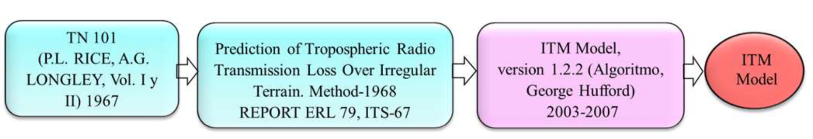 TN 101
(P.L. RICE, A.G.
LONGLEY, Vol. I y
II) 1967
Prediction of Tropospheric Radio
Transmission Loss Over Irregular
Terrain. Method-1968
REPORT ERL 79, ITS-67
ITM Model,
version 1.2.2 (Algoritmo,
George Hufford)
2003-2007
ITM
Model